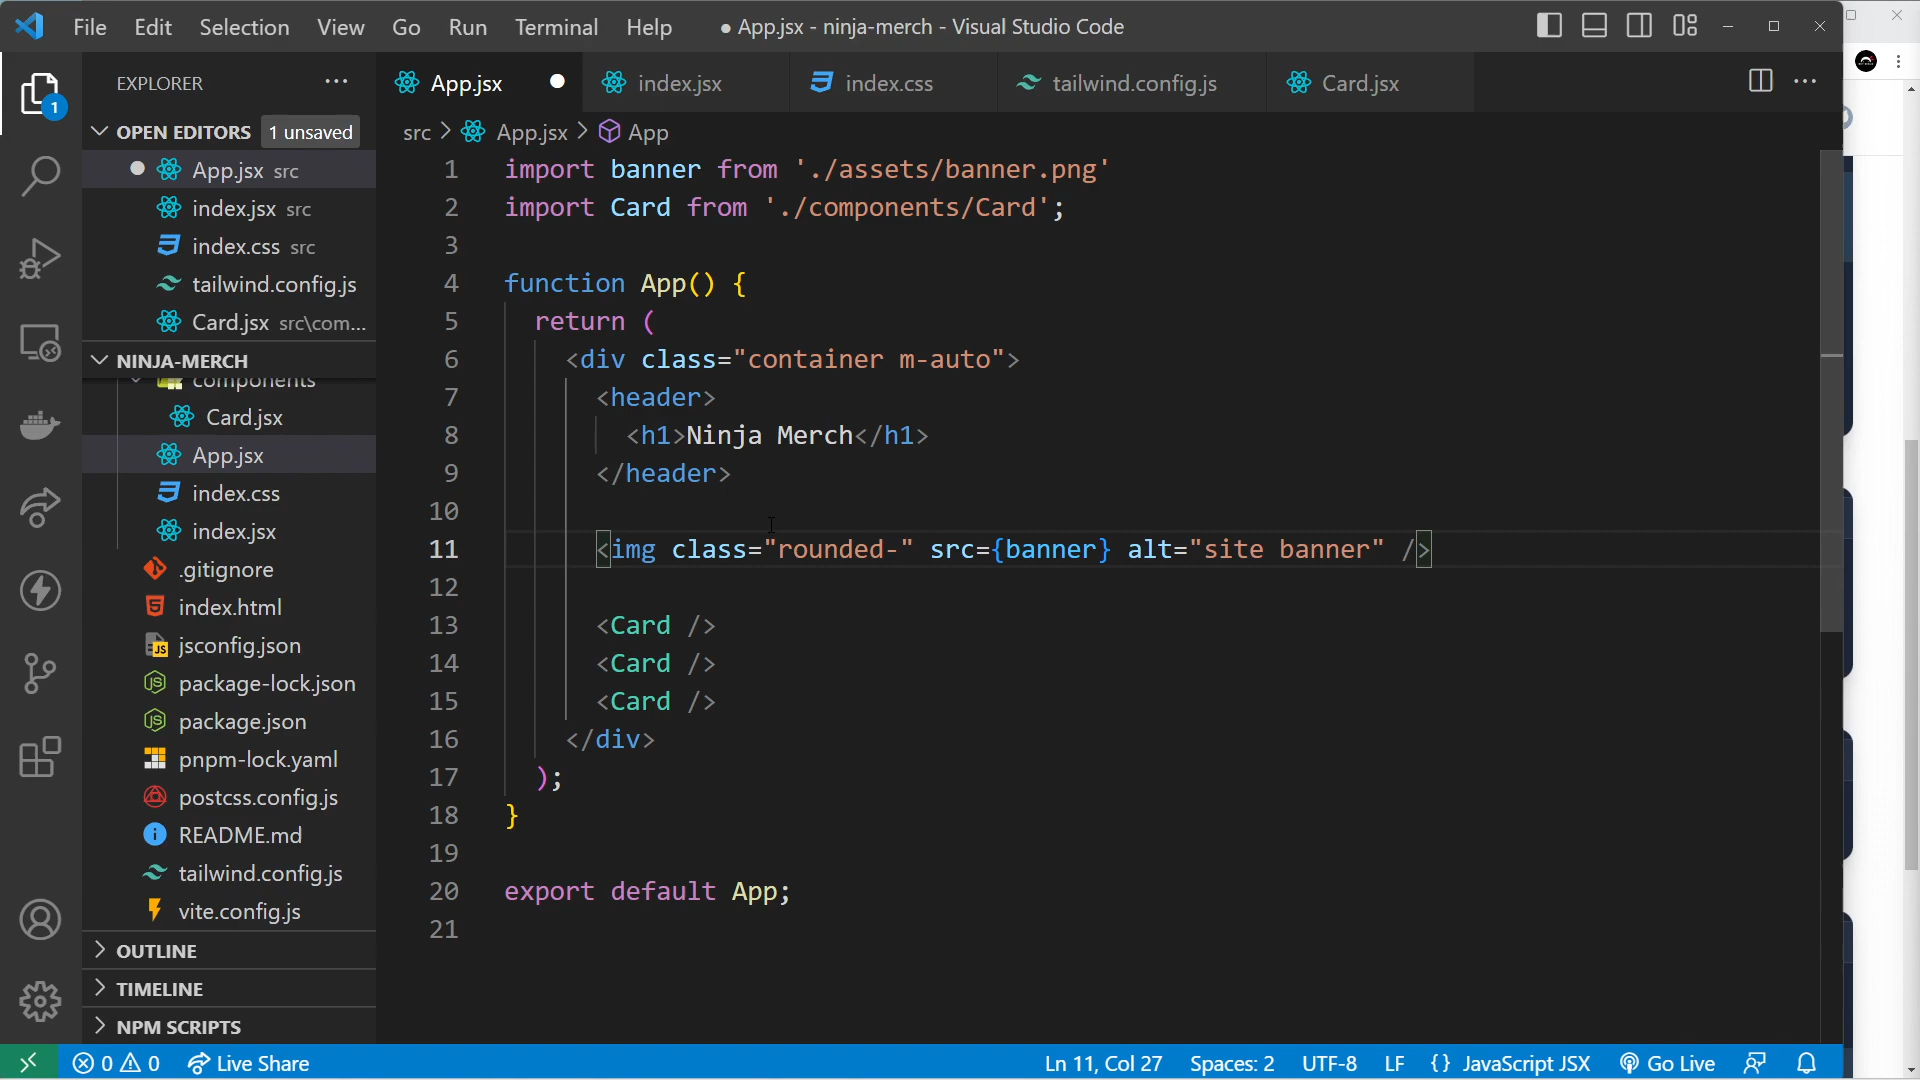 File Edit Selection View Go Run Terminal Help ● App.jsx - ninja-merch - Visual Studio Code
EXPLORER
App.jsx index.jsx index.css tailwind.config.js Card.jsx
1
OPEN EDITORS 1 unsaved
src > App.jsx > App
App.jsx src
index.jsx src
index.css src
tailwind.config.js
Card.jsx src\com...
NINJA-MERCH
components
Card.jsx
App.jsx
index.css
index.jsx
.gitignore
index.html
JS jsconfig.json
package-lock.json
package.json
pnpm-lock.yaml
postcss.config.js
README.md
tailwind.config.js
vite.config.js
OUTLINE
TIMELINE
NPM SCRIPTS
1 import banner from './assets/banner.png'
2 import Card from './components/Card';
3
4 function App() {
5 return (
6 <div class="container m-auto">
7 <header>
8 <h1>Ninja Merch</h1>
9 </header>
10
11 <img class="rounded-" src={banner} alt="site banner" />
12
13 <Card />
14 <Card />
15 <Card />
16 </div>
17 );
18 }
19
20 export default App;
21
0 0 Live Share Ln 11, Col 27 Spaces: 2 UTF-8 LF {} JavaScript JSX Go Live